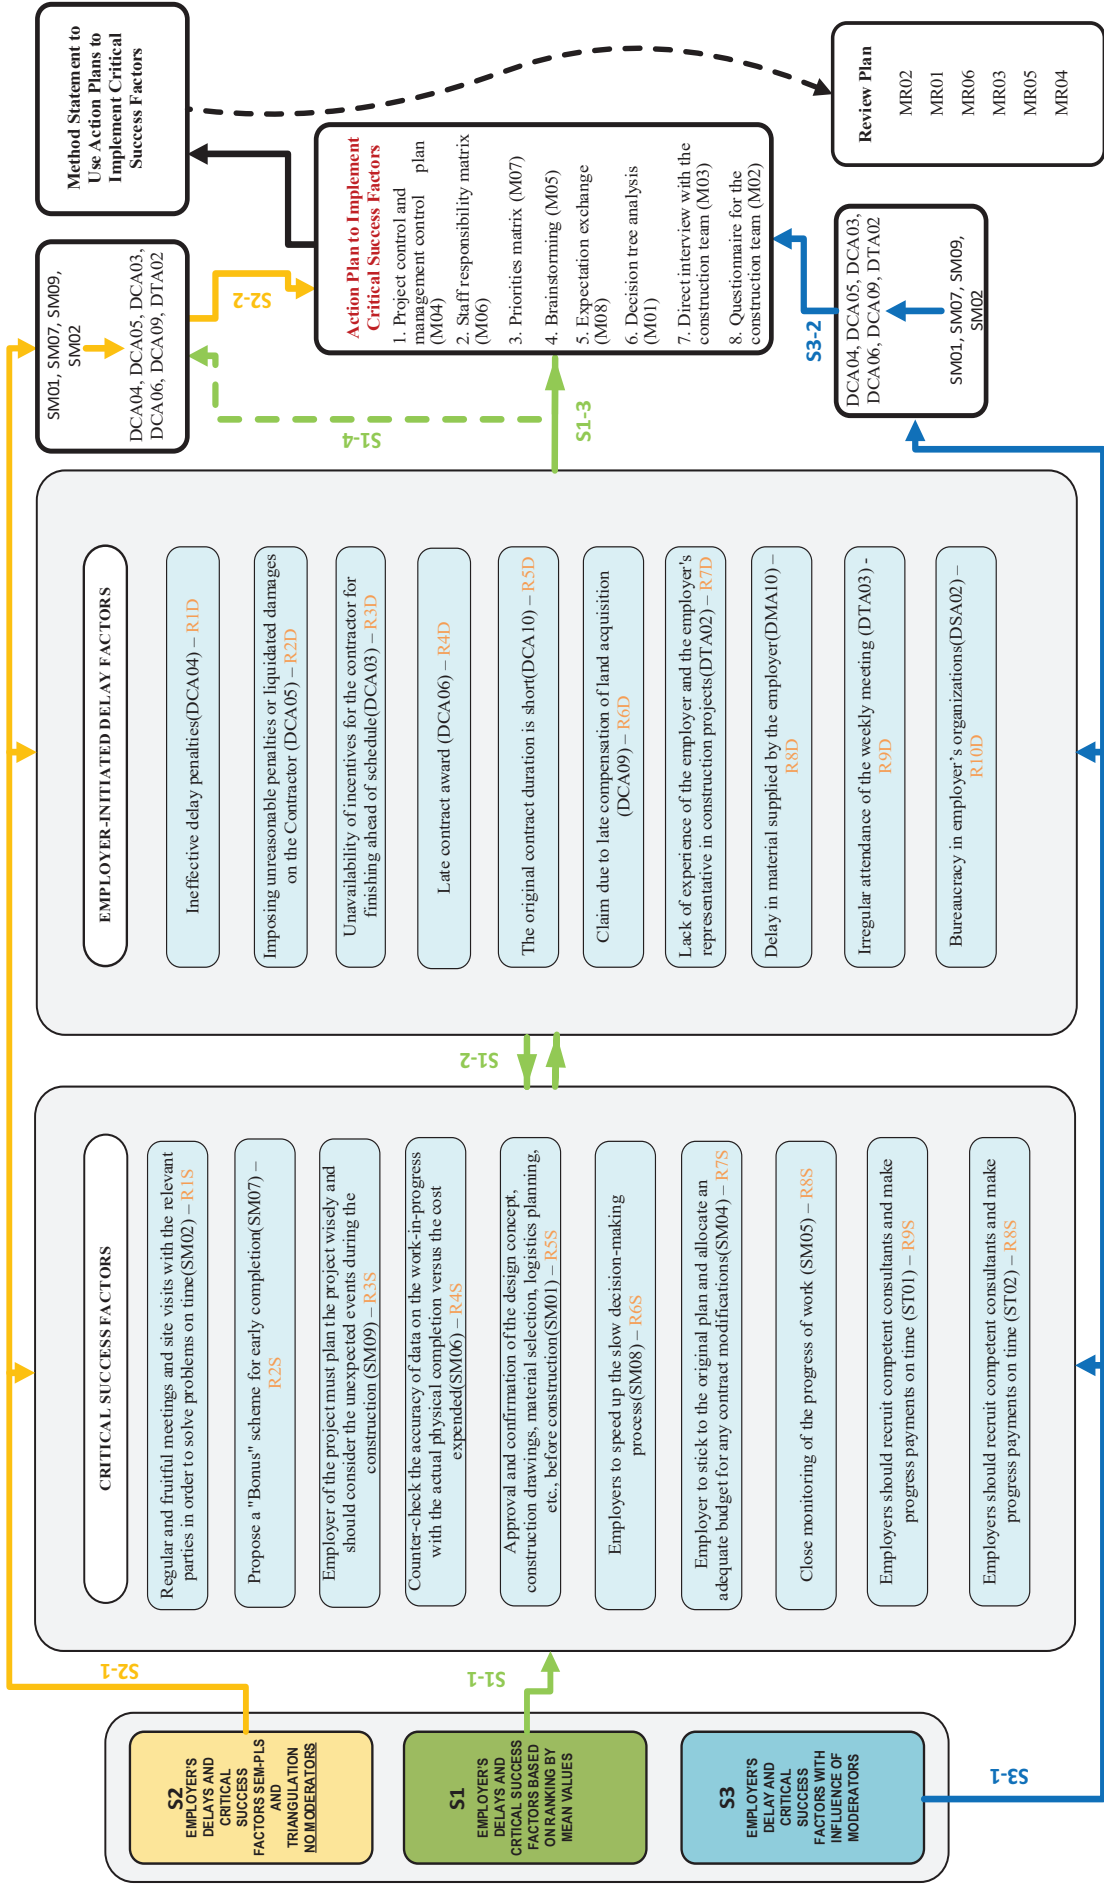 S2
EMPLOYER'S
DELAYS AND
CRITICAL
SUCCESS
FACTORS SEM-PLS
AND
TRIANGULATION
NO MODERATORS
S1
EMPLOYER'S
DELAYS AND
CRITICAL SUCCESS
FACTORS BASED
ON RANKING BY
MEAN VALUES
S3
EMPLOYER'S
DELAY AND
CRITICAL
SUCCESS
FACTORS WITH
INFLUENCE OF
MODERATORS
S2-1
S1-1
S3-1
CRITICAL SUCCESS FACTORS
Regular and fruitful meetings and site visits with the relevant
parties in order to solve problems on time(SM02) – R1S
Propose a "Bonus" scheme for early completion(SM07) –
R2S
Employer of the project must plan the project wisely and
should consider the unexpected events during the
construction (SM09) – R3S
Counter-check the accuracy of data on the work-in-progress
with the actual physical completion versus the cost
expended(SM06) – R4S
Approval and confirmation of the design concept,
construction drawings, material selection, logistics planning,
etc., before construction(SM01) – R5S
Employers to speed up the slow decision-making
process(SM08) – R6S
Employer to stick to the original plan and allocate an
adequate budget for any contract modifications(SM04) – R7S
Close monitoring of the progress of work (SM05) – R8S
Employers should recruit competent consultants and make
progress payments on time (ST01) – R9S
Employers should recruit competent consultants and make
progress payments on time (ST02) – R8S
S1-2
EMPLOYER-INITIATED DELAY FACTORS
Ineffective delay penalties(DCA04) – R1D
Imposing unreasonable penalties or liquidated damages
on the Contractor (DCA05) – R2D
Unavailability of incentives for the contractor for
finishing ahead of schedule(DCA03) – R3D
Late contract award (DCA06) – R4D
The original contract duration is short(DCA10) – R5D
Claim due to late compensation of land acquisition
(DCA09) – R6D
Lack of experience of the employer and the employer's
representative in construction projects(DTA02) – R7D
Delay in material supplied by the employer(DMA10) –
R8D
Irregular attendance of the weekly meeting (DTA03) -
R9D
Bureaucracy in employer's organizations(DSA02) –
R10D
S1-4
S1-3
SM01, SM07, SM09,
SM02
DCA04, DCA05, DCA03,
DCA06, DCA09, DTA02
S2-2
Action Plan to Implement
Critical Success Factors
1. Project control and
management control plan
(M04)
2. Staff responsibility matrix
(M06)
3. Priorities matrix (M07)
4. Brainstorming (M05)
5. Expectation exchange
(M08)
6. Decision tree analysis
(M01)
7. Direct interview with the
construction team (M03)
8. Questionnaire for the
construction team (M02)
S3-2
DCA04, DCA05, DCA03,
DCA06, DCA09, DTA02
SM01, SM07, SM09,
SM02
Method Statement to
Use Action Plans to
Implement Critical
Success Factors
Review Plan
MR02
MR01
MR06
MR03
MR05
MR04